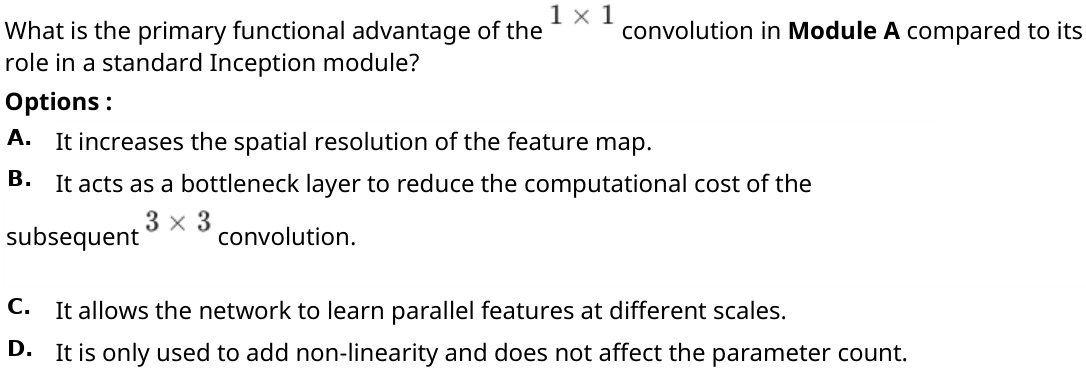 What is the primary functional advantage of the 1 × 1 convolution in Module A compared to its
role in a standard Inception module?
Options :
A. It increases the spatial resolution of the feature map.
B. It acts as a bottleneck layer to reduce the computational cost of the
subsequent 3 × 3 convolution.
C. It allows the network to learn parallel features at different scales.
D. It is only used to add non-linearity and does not affect the parameter count.